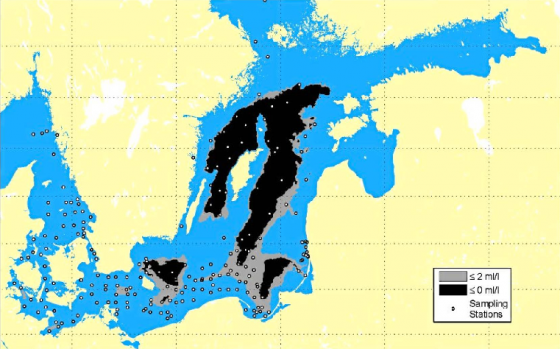 ≤ 2 ml/l
≤ 0 ml/l
Sampling
Stations